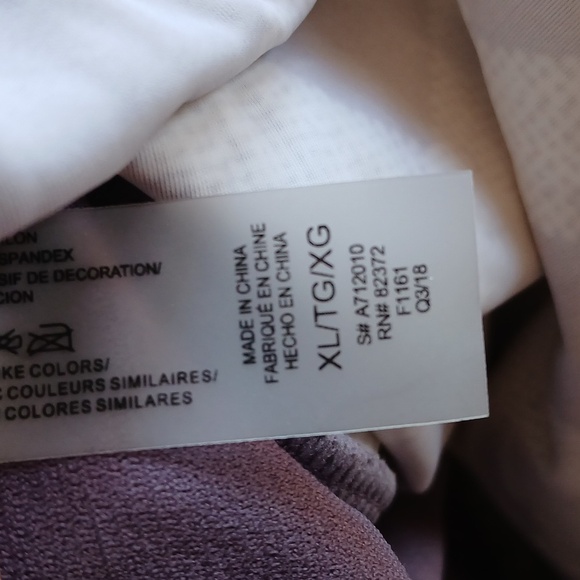 SPANDEX
SIF DE DECORATION/
CION
KE COLORS/
COULEURS SIMILAIRES/
COLORES SIMILARES
MADE IN CHINA
FABRIQUÉ EN CHINE
HECHO EN CHINA
XL/TG/XG
S# A712010
RN# 82372
F1161
Q3/18